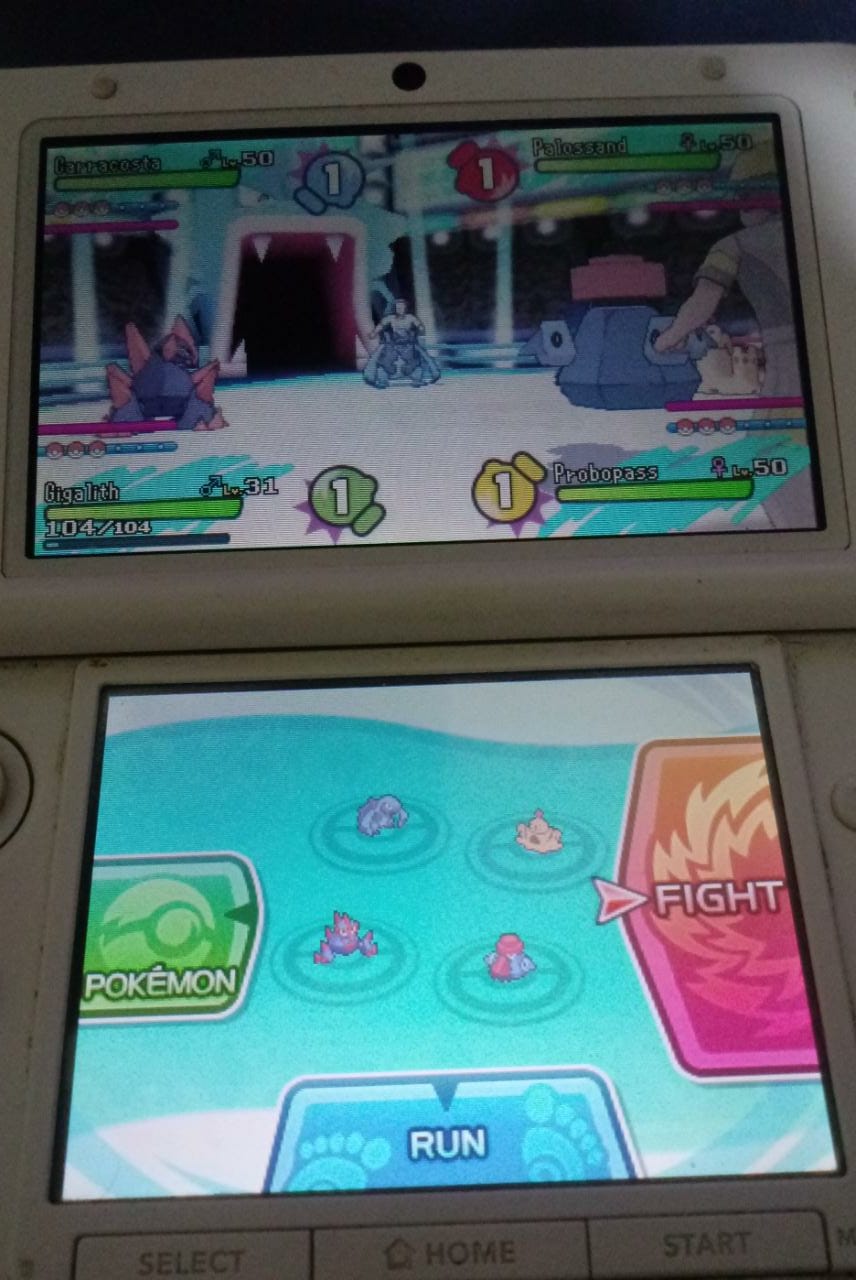 Carracosta ♂ Lv.50
1
1
Palossand ♀ Lv.50
Gigalith ♂ Lv.31
104/104
1
1
Probopass ♀ Lv.50
FIGHT
POKÉMON
RUN
SELECT
HOME
START